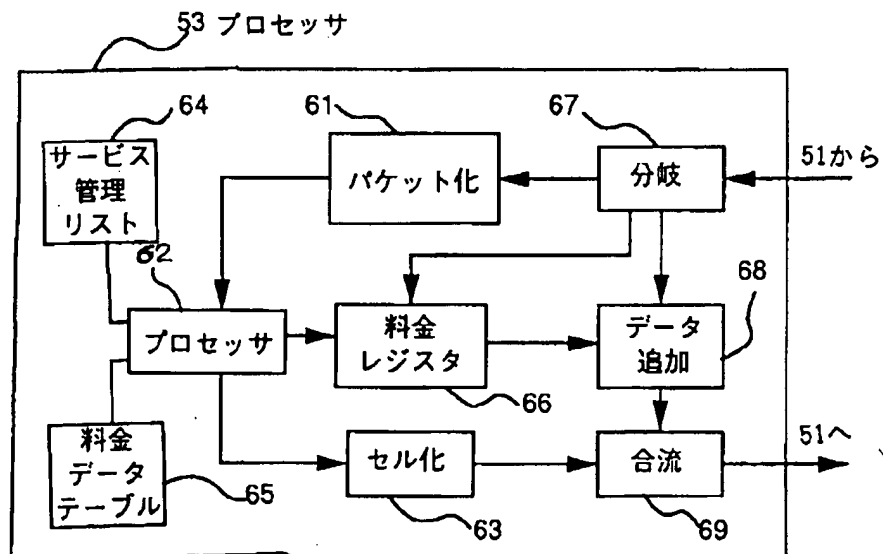 53 プロセッサ
64
サービス
管理
リスト
61
パケット化
67
分岐
51から
62
プロセッサ
料金
レジスタ
66
データ
追加
68
料金
データ
テーブル
65
セル化
63
合流
69
51へ